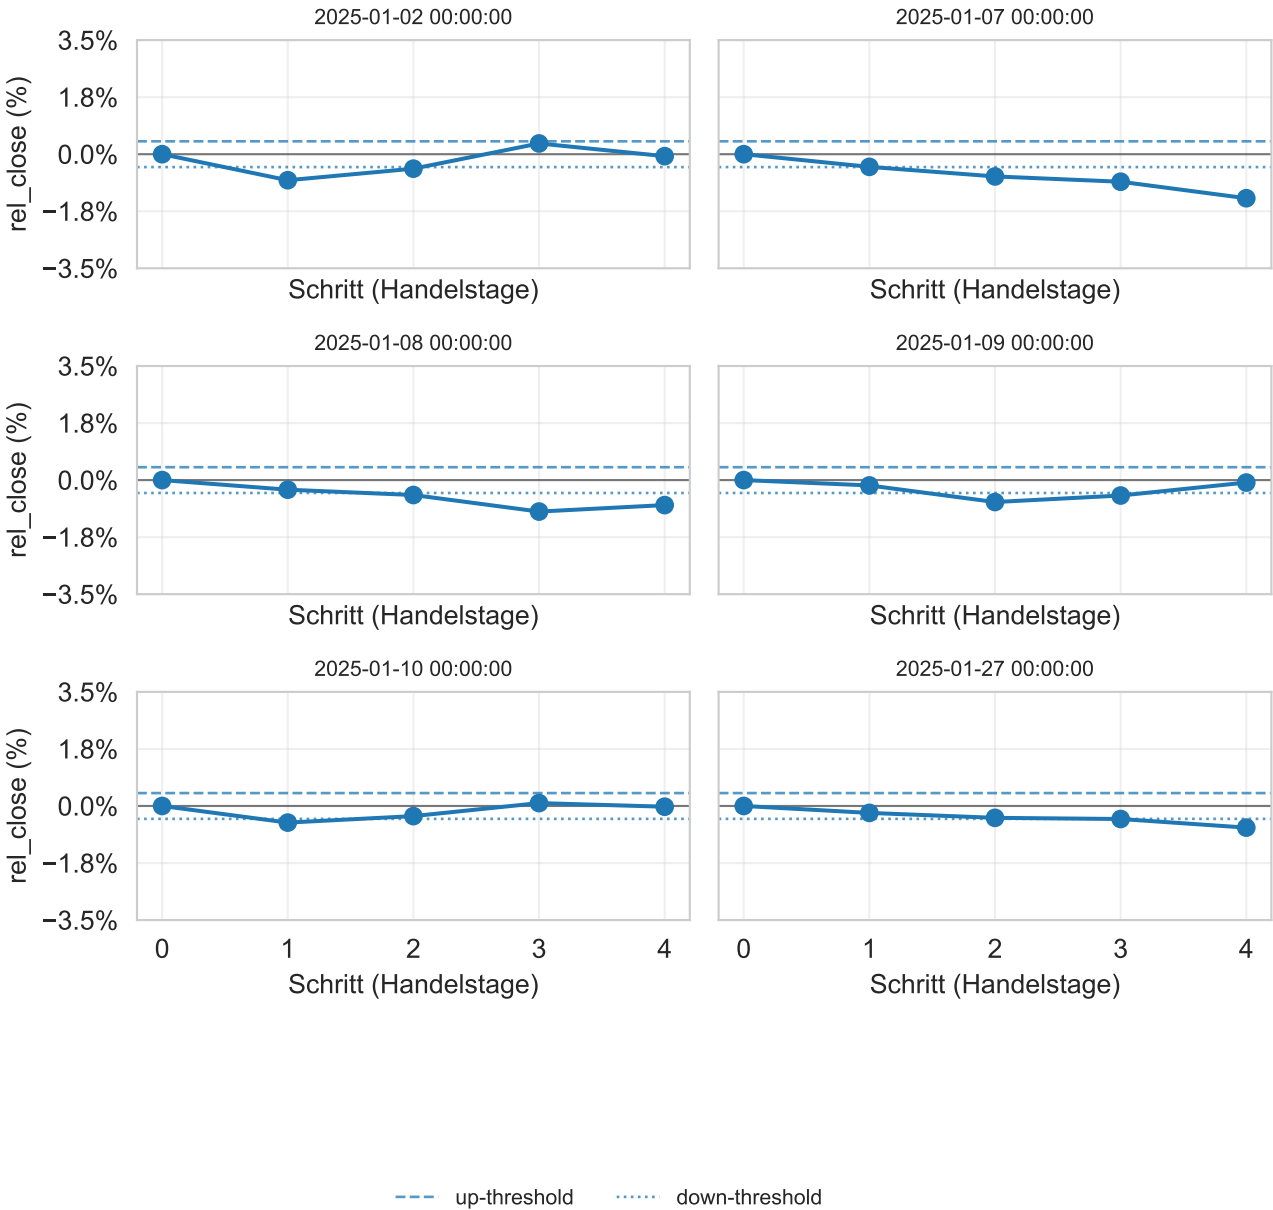 2025-01-02 00:00:00
2025-01-07 00:00:00
3.5%
1.8%
0.0%
−1.8%
−3.5%
rel_close (%)
Schritt (Handelstage)
Schritt (Handelstage)
2025-01-08 00:00:00
2025-01-09 00:00:00
3.5%
1.8%
0.0%
−1.8%
−3.5%
rel_close (%)
Schritt (Handelstage)
Schritt (Handelstage)
2025-01-10 00:00:00
2025-01-27 00:00:00
3.5%
1.8%
0.0%
−1.8%
−3.5%
rel_close (%)
0 1 2 3 4
0 1 2 3 4
Schritt (Handelstage)
Schritt (Handelstage)
up-threshold
down-threshold